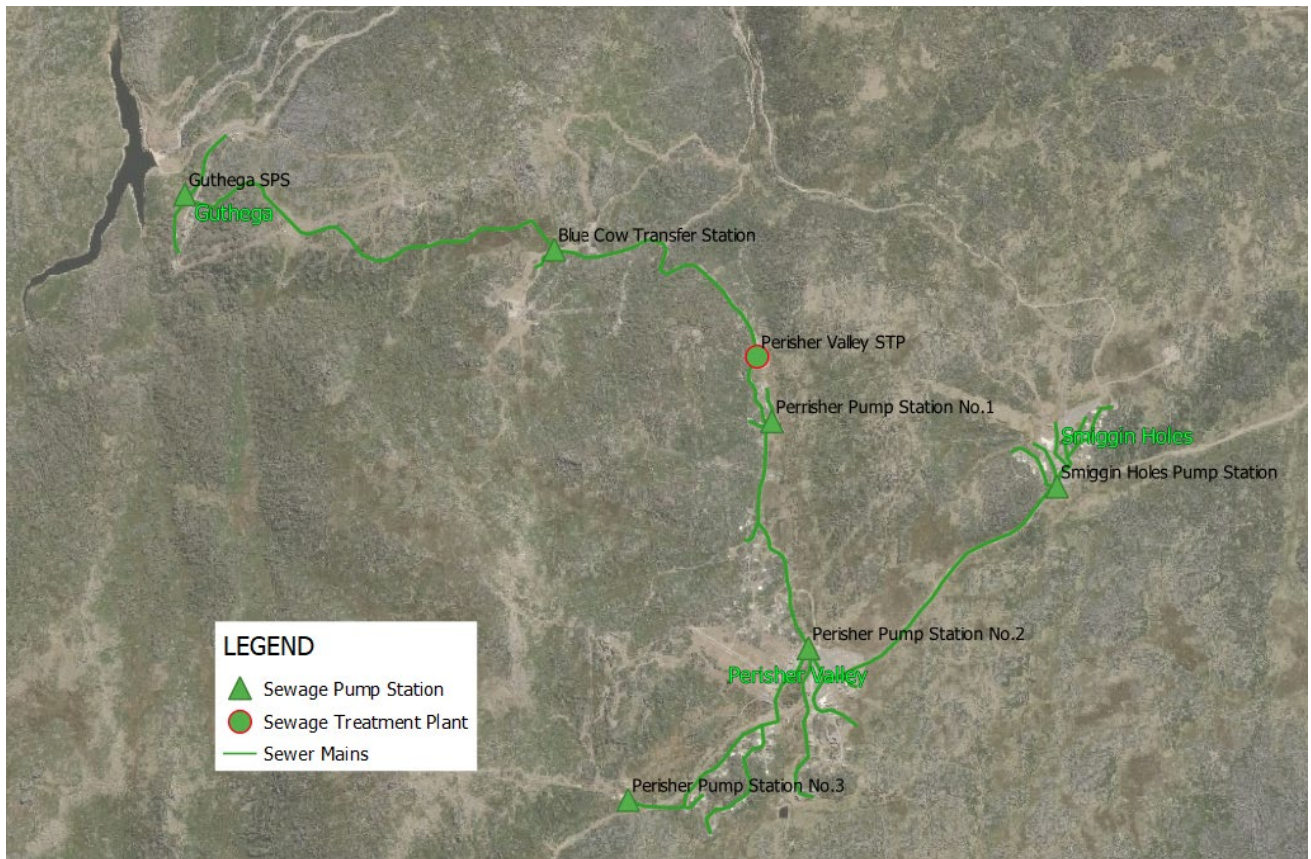 Guthega SPS
Guthega
Blue Cow Transfer Station
Perisher Valley STP
Perrisher Pump Station No.1
Smiggin Holes
Smiggin Holes Pump Station
Perisher Pump Station No.2
Perisher Valley
Perisher Pump Station No.3
LEGEND
Sewage Pump Station
Sewage Treatment Plant
Sewer Mains